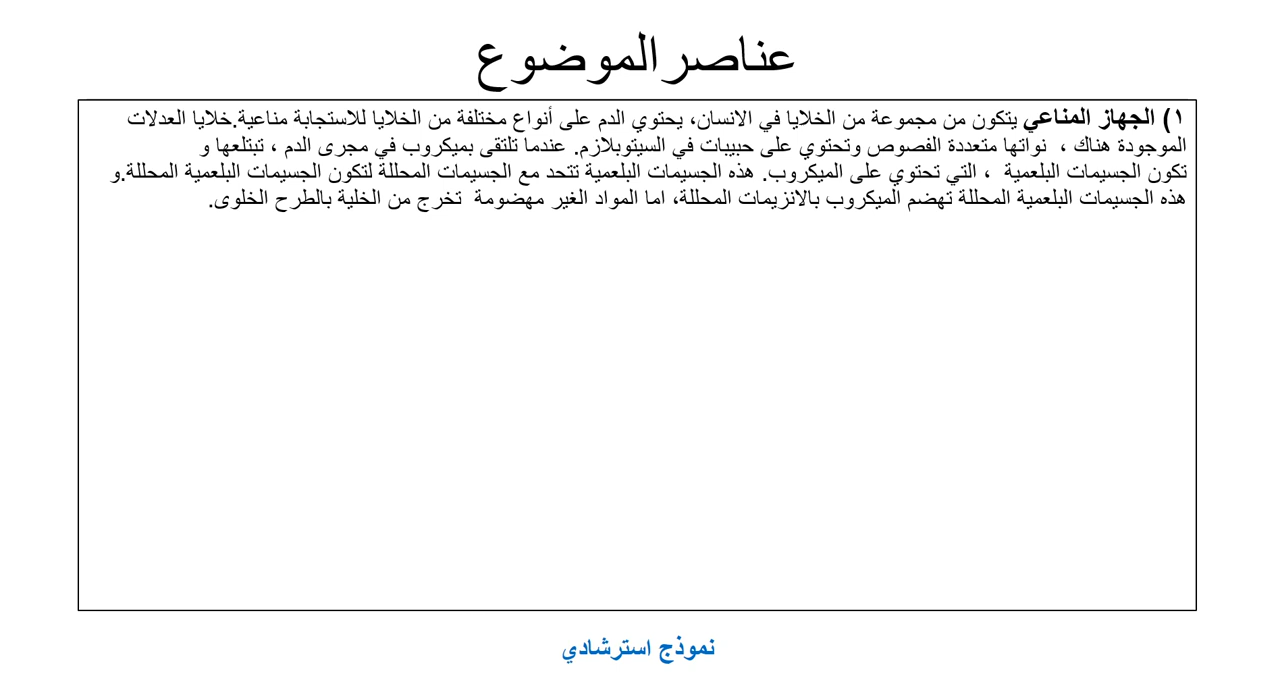 عناصر الموضوع
١) الجهاز المناعي يتكون من مجموعة من الخلايا في الانسان، يحتوي الدم على أنواع مختلفة من الخلايا للاستجابة مناعية.خلايا العدلات
الموجودة هناك ، نواتها متعددة الفصوص وتحتوي على حبيبات في السيتوبلازم. عندما تلتقى بميكروب في مجرى الدم ، تبتلعها و
تكون الجسيمات البلعمية ، التي تحتوي على الميكروب. هذه الجسيمات البلعمية تتحد مع الجسيمات المحللة لتكون الجسيمات البلعمية المحللة.و
هذه الجسيمات البلعمية المحللة تهضم الميكروب بالانزيمات المحللة، اما المواد الغير مهضومة تخرج من الخلية بالطرح الخلوى.
نموذج استرشادي